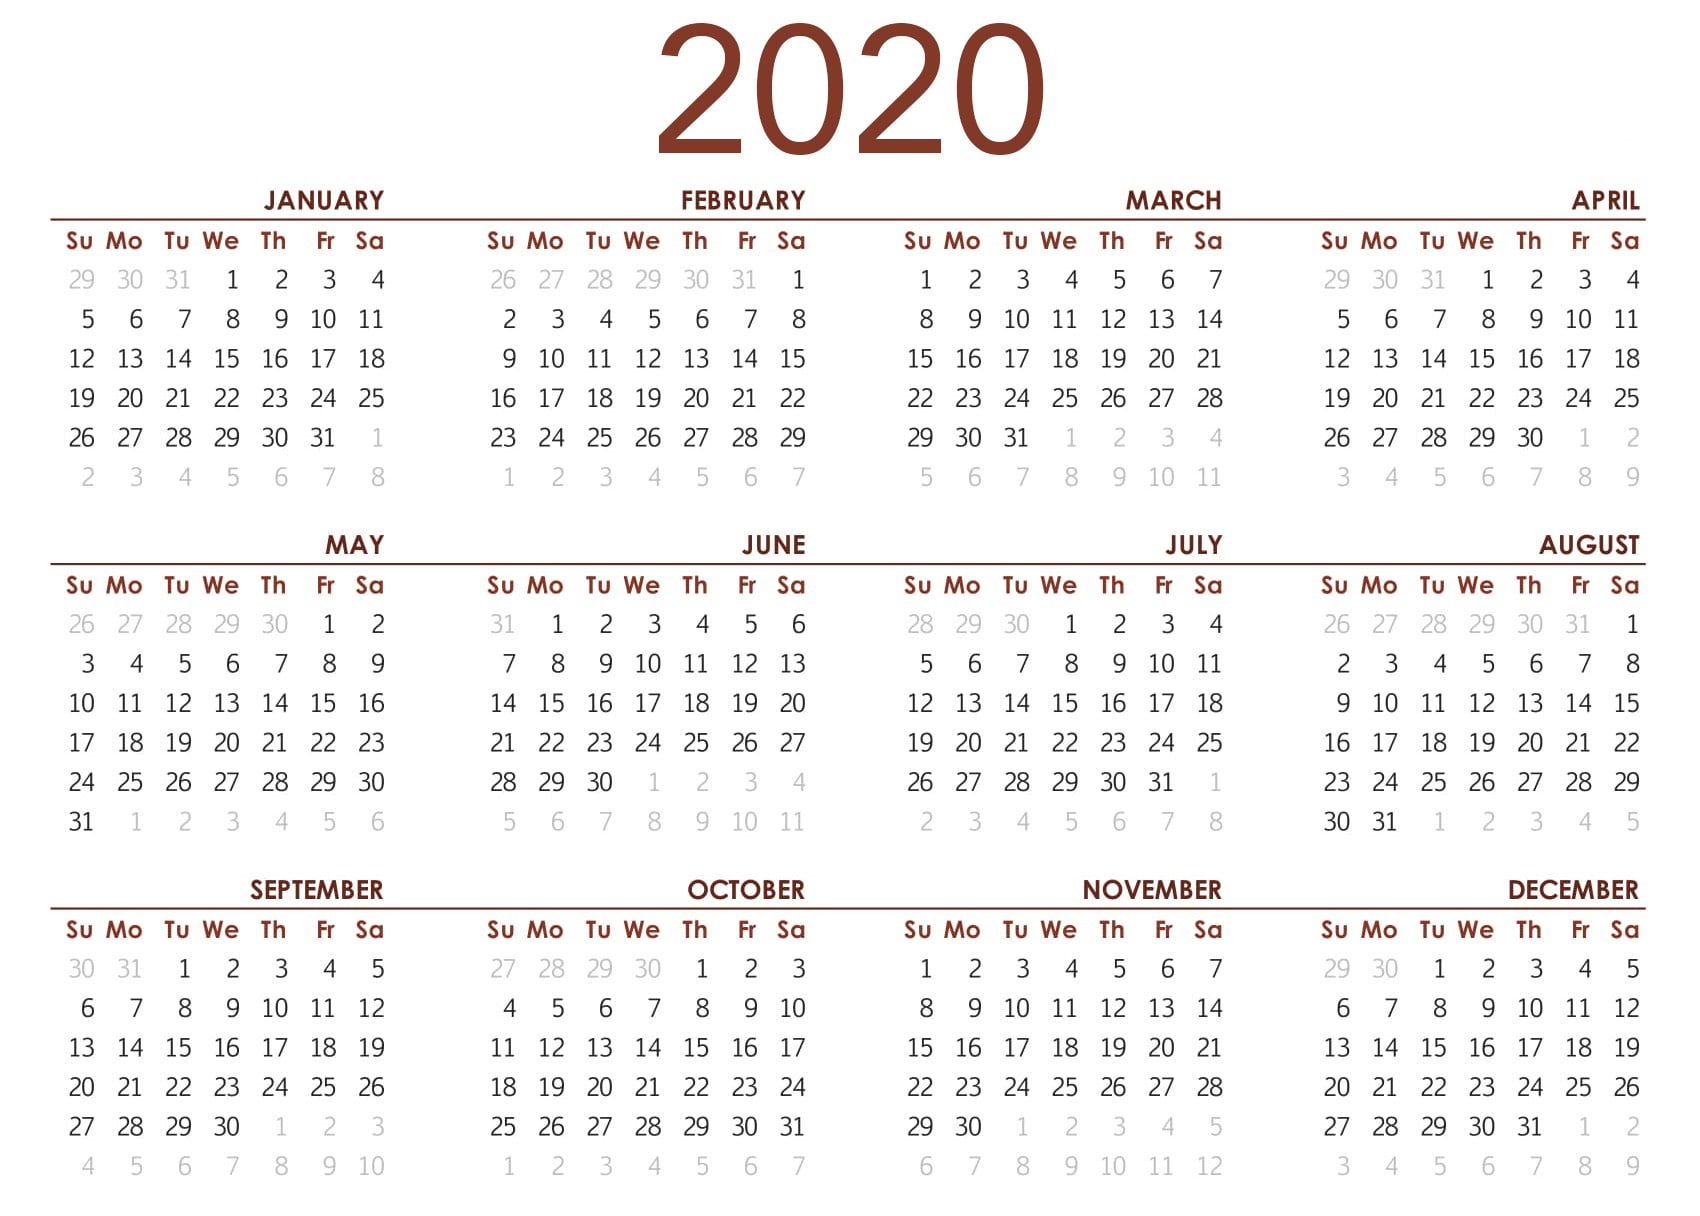 2020
JANUARY FEBRUARY MARCH APRIL
Su Mo Tu We Th Fr Sa Su Mo Tu We Th Fr Sa Su Mo Tu We Th Fr Sa Su Mo Tu We Th Fr Sa
29 30 31 1 2 3 4 26 27 28 29 30 31 1 1 2 3 4 5 6 7 29 30 31 1 2 3 4
5 6 7 8 9 10 11 2 3 4 5 6 7 8 8 9 10 11 12 13 14 5 6 7 8 9 10 11
12 13 14 15 16 17 18 9 10 11 12 13 14 15 15 16 17 18 19 20 21 12 13 14 15 16 17 18
19 20 21 22 23 24 25 16 17 18 19 20 21 22 22 23 24 25 26 27 28 19 20 21 22 23 24 25
26 27 28 29 30 31 1 23 24 25 26 27 28 29 29 30 31 1 2 3 4 26 27 28 29 30 1 2
2 3 4 5 6 7 8 1 2 3 4 5 6 7 5 6 7 8 9 10 11 3 4 5 6 7 8 9
MAY JUNE JULY AUGUST
Su Mo Tu We Th Fr Sa Su Mo Tu We Th Fr Sa Su Mo Tu We Th Fr Sa Su Mo Tu We Th Fr Sa
26 27 28 29 30 1 2 31 1 2 3 4 5 6 28 29 30 1 2 3 4 26 27 28 29 30 31 1
3 4 5 6 7 8 9 7 8 9 10 11 12 13 5 6 7 8 9 10 11 2 3 4 5 6 7 8
10 11 12 13 14 15 16 14 15 16 17 18 19 20 12 13 14 15 16 17 18 9 10 11 12 13 14 15
17 18 19 20 21 22 23 21 22 23 24 25 26 27 19 20 21 22 23 24 25 16 17 18 19 20 21 22
24 25 26 27 28 29 30 28 29 30 1 2 3 4 26 27 28 29 30 31 1 23 24 25 26 27 28 29
31 1 2 3 4 5 6 5 6 7 8 9 10 11 2 3 4 5 6 7 8 30 31 1 2 3 4 5
SEPTEMBER OCTOBER NOVEMBER DECEMBER
Su Mo Tu We Th Fr Sa Su Mo Tu We Th Fr Sa Su Mo Tu We Th Fr Sa Su Mo Tu We Th Fr Sa
30 31 1 2 3 4 5 27 28 29 30 1 2 3 1 2 3 4 5 6 7 29 30 1 2 3 4 5
6 7 8 9 10 11 12 4 5 6 7 8 9 10 8 9 10 11 12 13 14 6 7 8 9 10 11 12
13 14 15 16 17 18 19 11 12 13 14 15 16 17 15 16 17 18 19 20 21 13 14 15 16 17 18 19
20 21 22 23 24 25 26 18 19 20 21 22 23 24 22 23 24 25 26 27 28 20 21 22 23 24 25 26
27 28 29 30 1 2 3 25 26 27 28 29 30 31 29 30 1 2 3 4 5 27 28 29 30 31 1 2
4 5 6 7 8 9 10 1 2 3 4 5 6 7 6 7 8 9 10 11 12 3 4 5 6 7 8 9